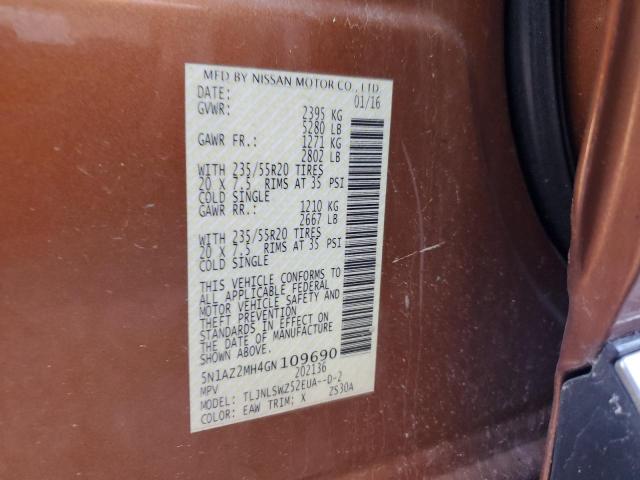 MFD BY NISSAN MOTOR CO., LTD
DATE: 01/16
GVWR: 2395 KG
5280 LB
GAWR FR.: 1271 KG
2802 LB
WITH 235/55R20 TIRES
20 X 7.5 RIMS AT 35 PSI
COLD SINGLE
GAWR RR.: 1210 KG
2667 LB
WITH 235/55R20 TIRES
20 X 7.5 RIMS AT 35 PSI
COLD SINGLE
THIS VEHICLE CONFORMS TO
ALL APPLICABLE FEDERAL
MOTOR VEHICLE SAFETY AND
THEFT PREVENTION
STANDARDS IN EFFECT ON
THE DATE OF MANUFACTURE
SHOWN ABOVE.
5N1AZ2MH4GN109690
MPV 202136
MODEL: TLJNLSWZ52EUA--D-2
COLOR: EAW TRIM: X Z530A